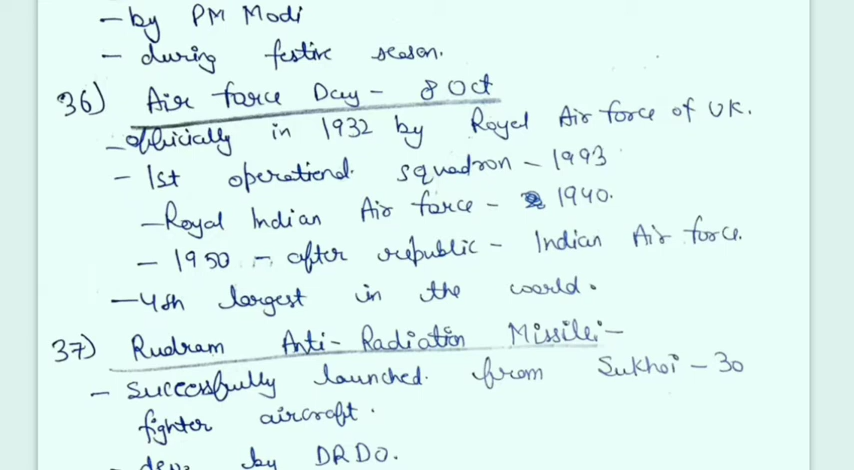 - by PM Modi
- during festive season.
36) Air force Day - 8 Oct
- officially in 1932 by Royal Air force of UK.
- 1st operational squadron - 1993
- Royal Indian Air force - 1940.
- 1950 - after republic - Indian Air force.
- 4th largest in the world.
37) Rudram Anti-Radiation Missile:-
- successfully launched from Sukhoi - 30
fighter aircraft.
- dev. by DRDO.